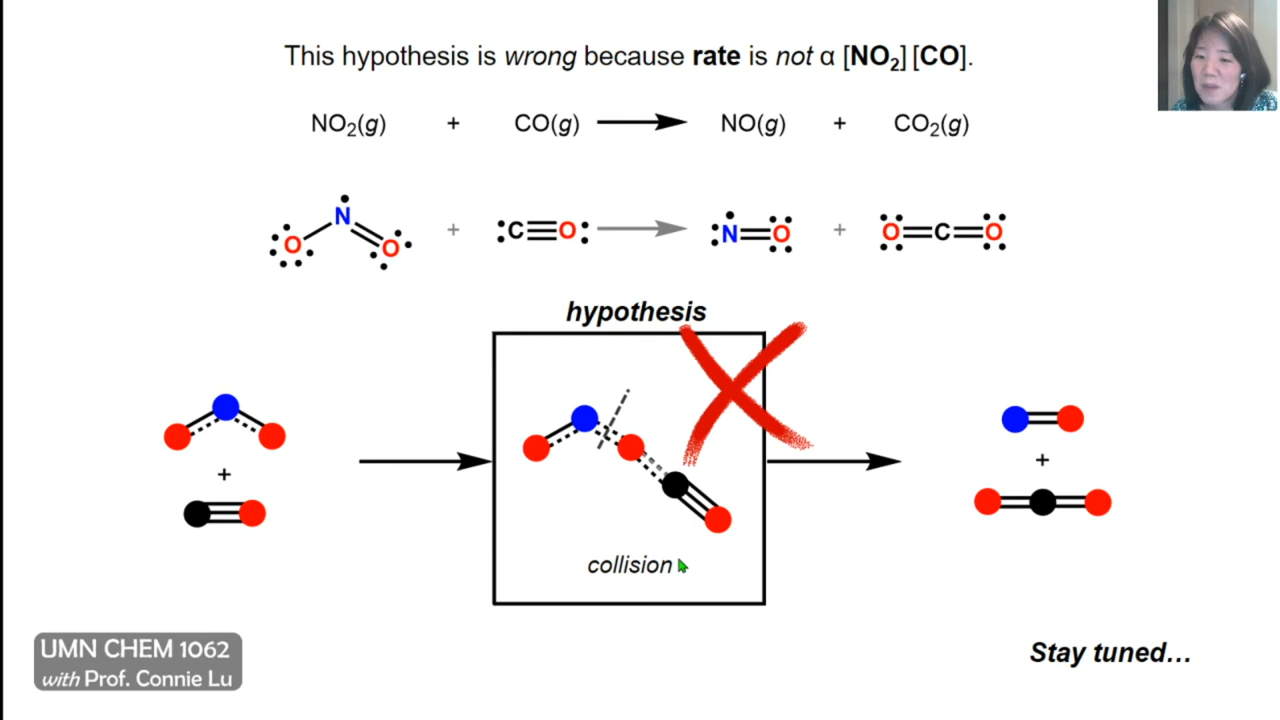 This hypothesis is wrong because rate is not α [NO₂][CO].
NO₂(g) + CO(g) → NO(g) + CO₂(g)
O N O + C O → N O + O C O
hypothesis
+
+
collision
UMN CHEM 1062
with Prof. Connie Lu
Stay tuned...